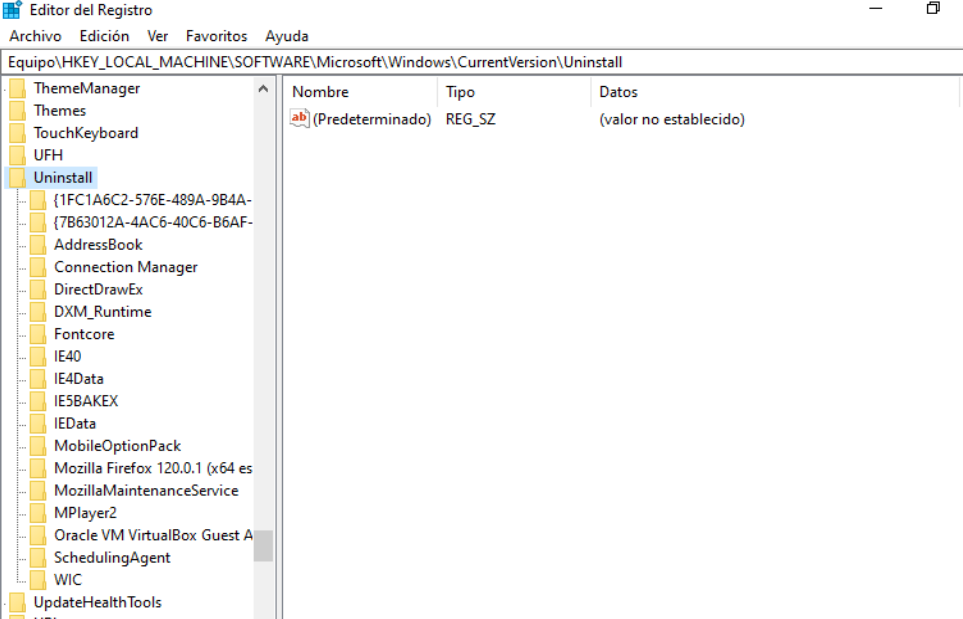 Editor del Registro
Archivo Edición Ver Favoritos Ayuda
Equipo\HKEY_LOCAL_MACHINE\SOFTWARE\Microsoft\Windows\CurrentVersion\Uninstall
ThemeManager
Themes
TouchKeyboard
UFH
Uninstall
{1FC1A6C2-576E-489A-9B4A-
{7B63012A-4AC6-40C6-B6AF-
AddressBook
Connection Manager
DirectDrawEx
DXM_Runtime
Fontcore
IE40
IE4Data
IE5BAKEX
IEData
MobileOptionPack
Mozilla Firefox 120.0.1 (x64 es
MozillaMaintenanceService
MPlayer2
Oracle VM VirtualBox Guest A
SchedulingAgent
WIC
UpdateHealthTools
Nombre Tipo Datos
ab (Predeterminado) REG_SZ (valor no establecido)